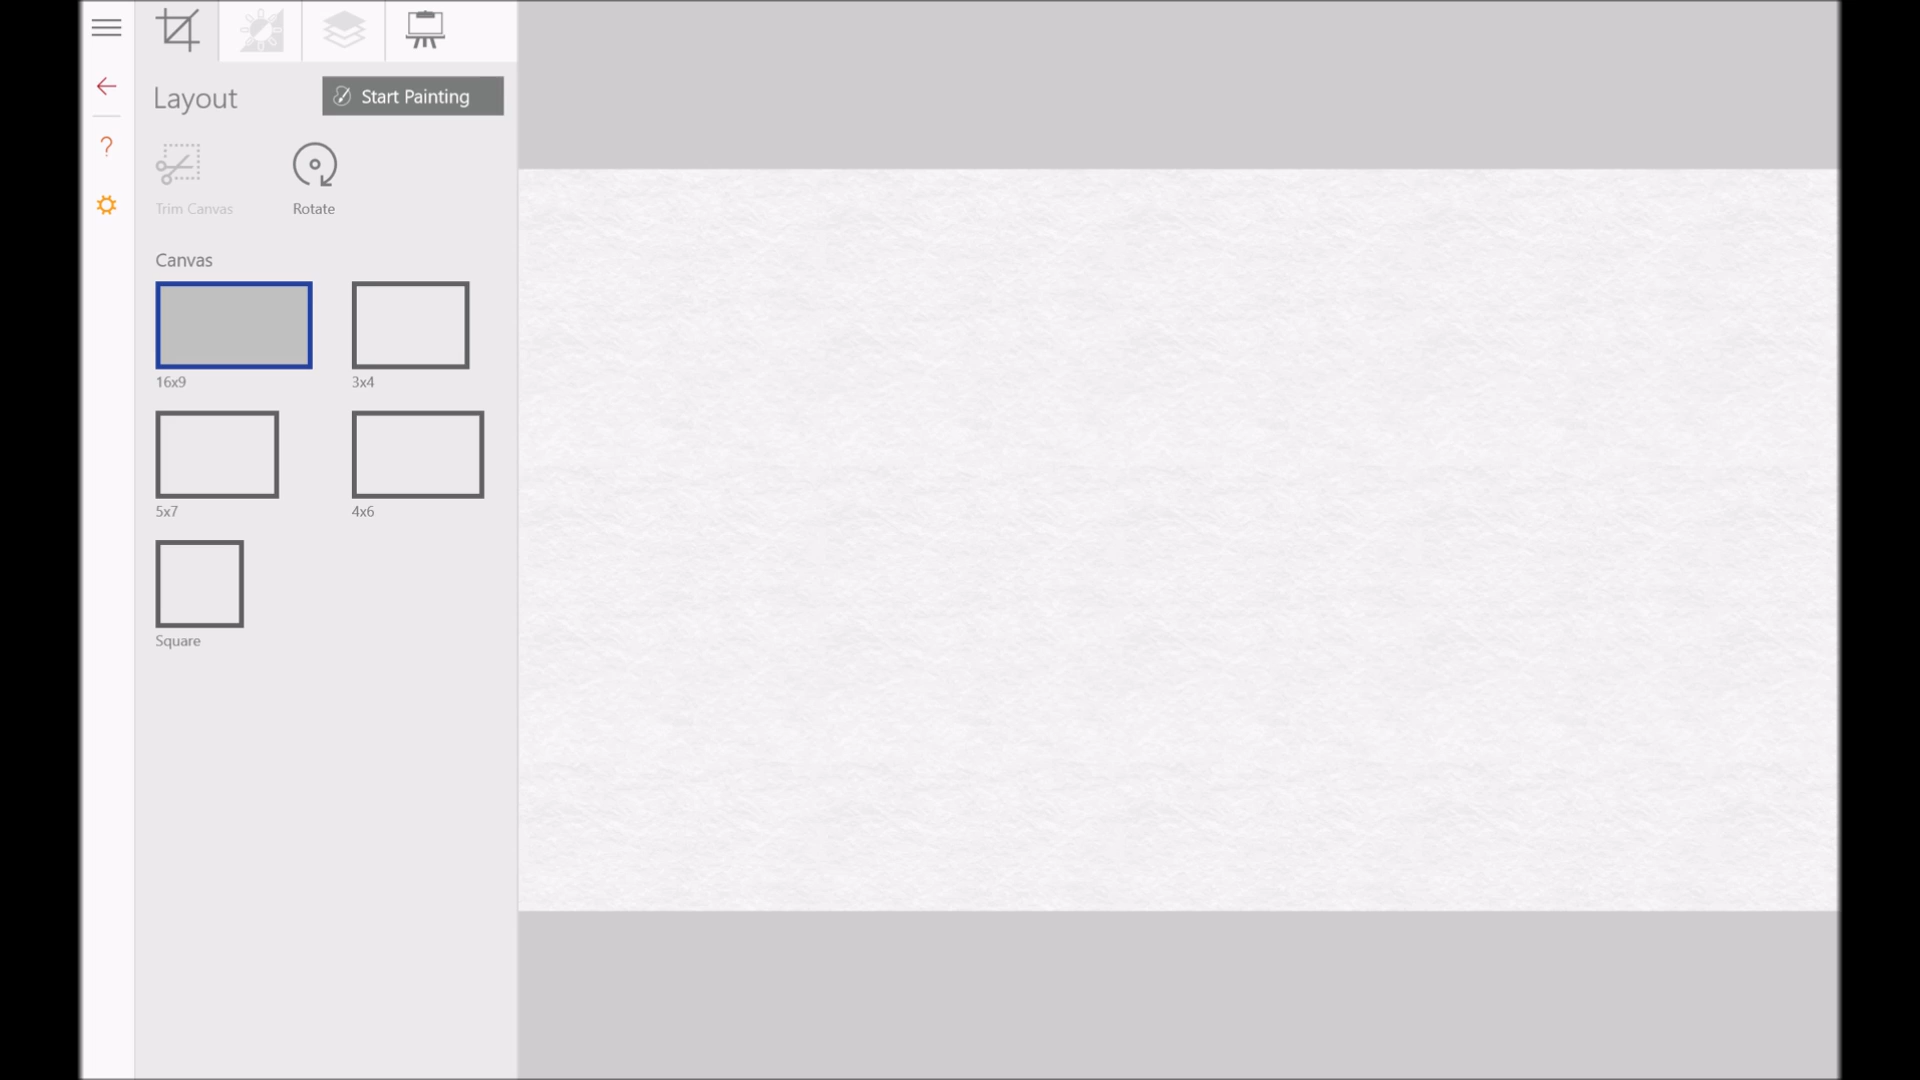 Layout
Start Painting
Trim Canvas
Rotate
Canvas
16x9
3x4
5x7
4x6
Square